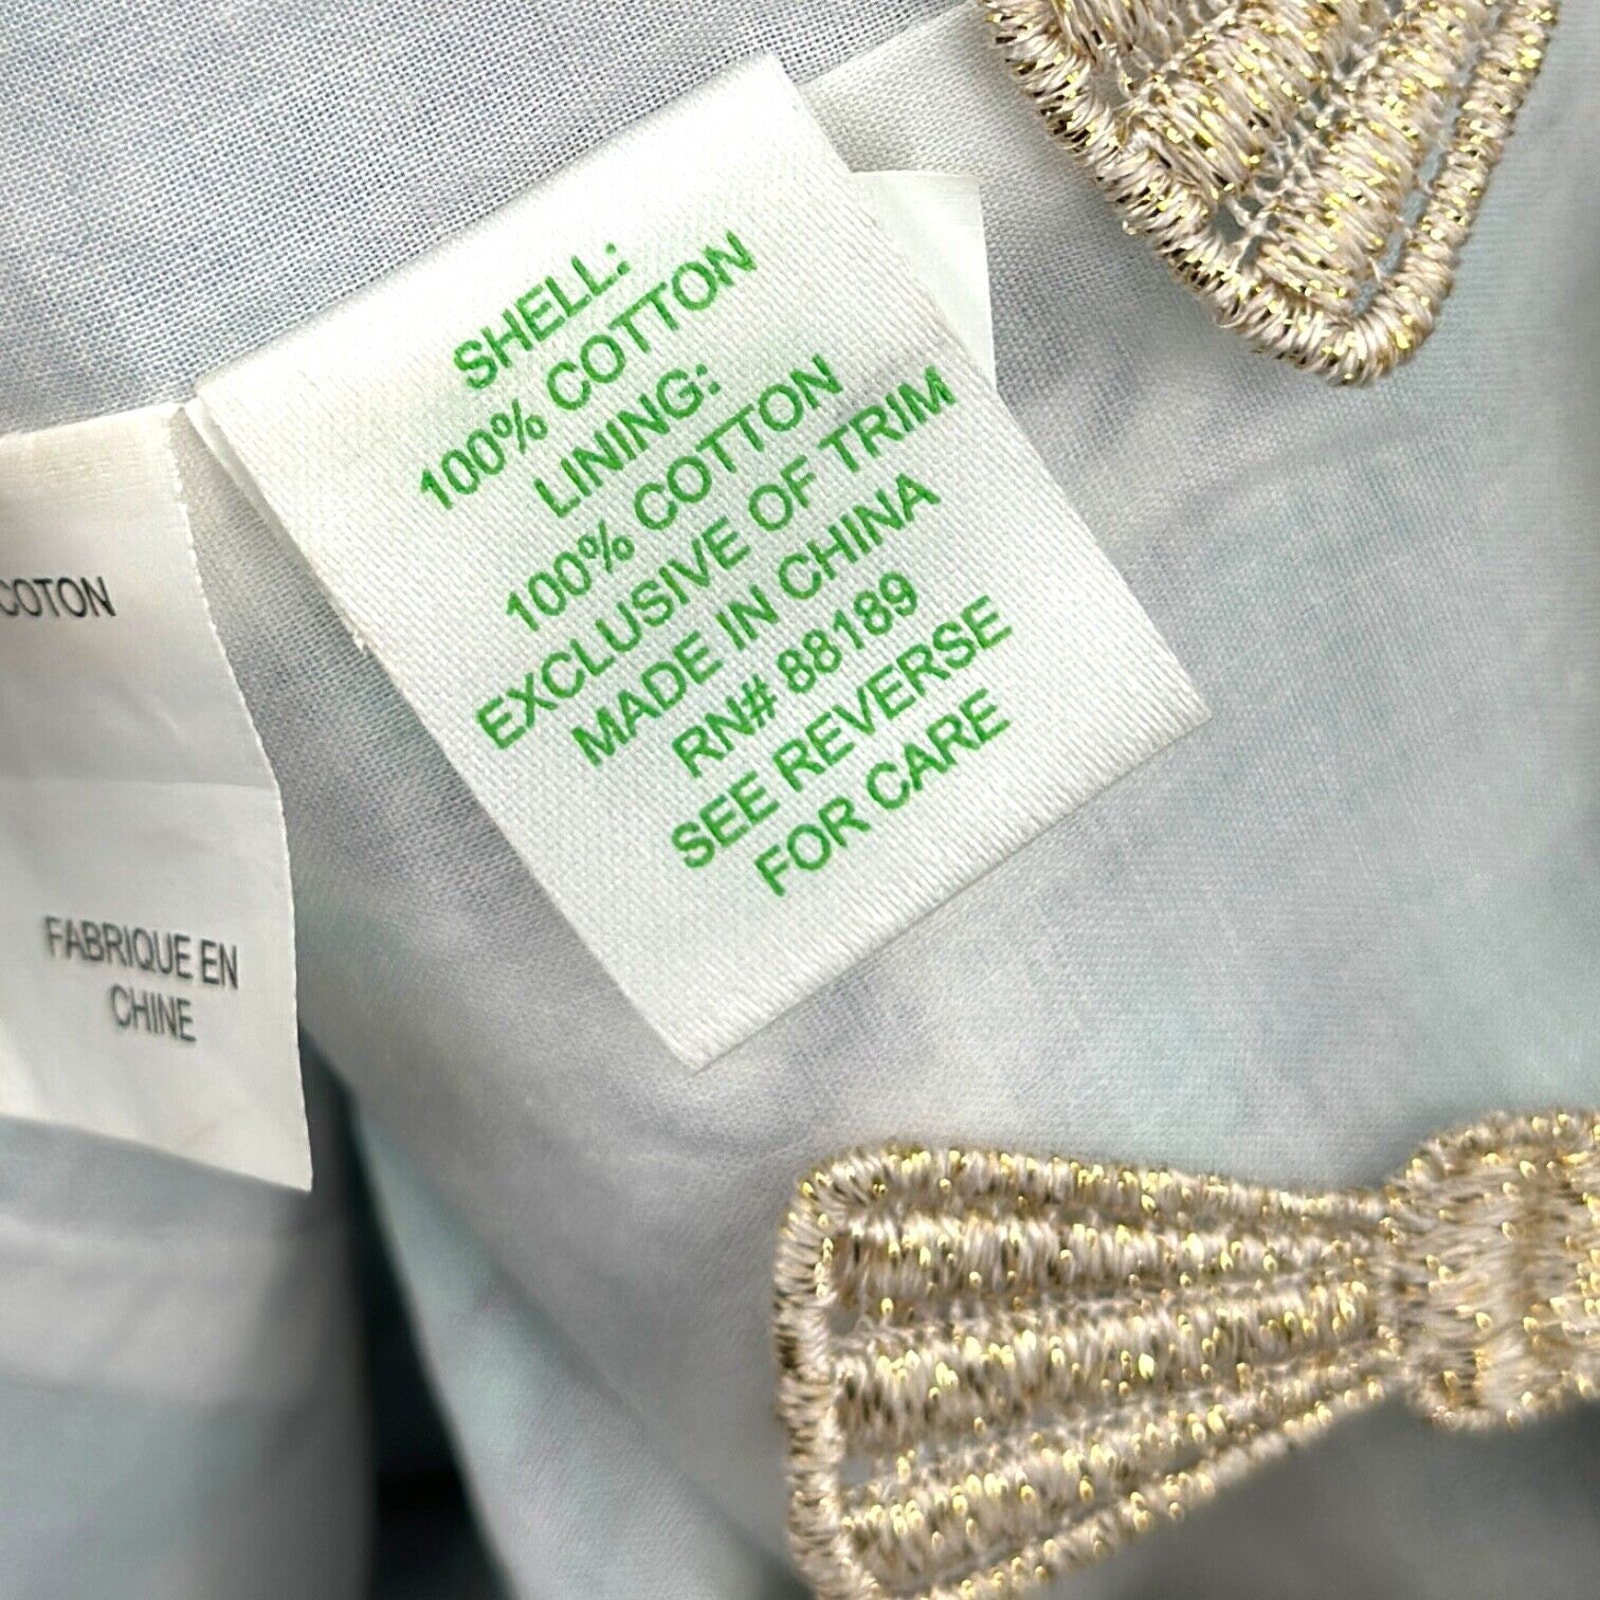 SHELL:
100% COTTON
LINING:
100% COTTON
EXCLUSIVE OF TRIM
MADE IN CHINA
RN# 88189
SEE REVERSE
FOR CARE
COTON
FABRIQUE EN
CHINE